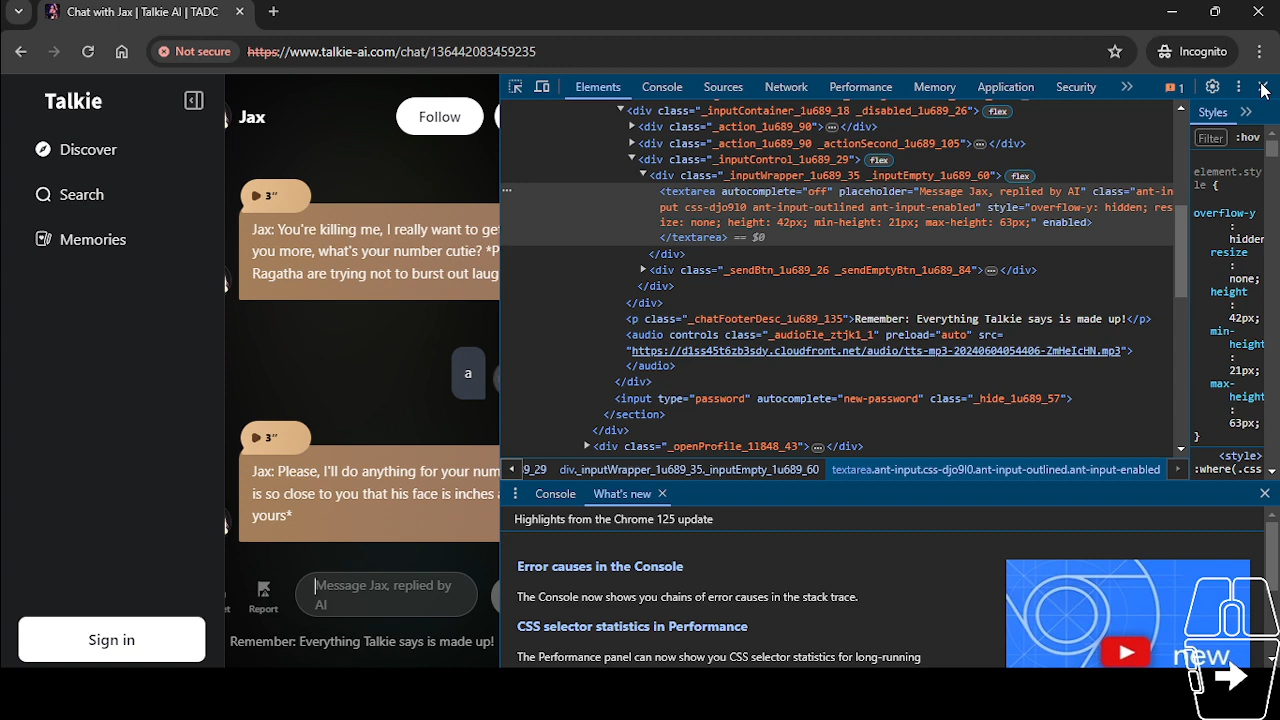 Chat with Jax | Talkie AI | TADC
Not secure https://www.talkie-ai.com/chat/136442083459235
Incognito
Talkie
Discover
Search
Memories
Sign in
Jax
Follow
3"
Jax: You're killing me, I really want to
you more, what's your number cutie?
Ragatha are trying not to burst out
a
3"
Jax: Please, I'll do anything for your
is so close to you that his face is inches
yours*
Report
Message Jax, replied by
AI
Remember: Everything Talkie says is made up!
Elements Console Sources Network Performance Memory Application Security 1
<div class="_inputContainer_1u689_18 _disabled_1u689_26"> flex
<div class="_action_1u689_90"> … </div>
<div class="_action_1u689_90 _actionSecond_1u689_105"> … </div>
<div class="_inputControl_1u689_29"> flex
<div class="_inputWrapper_1u689_35 _inputEmpty_1u689_60"> flex
<textarea autocomplete="off" placeholder="Message Jax, replied by AI" class="ant-in
put css-djo9l0 ant-input-outlined ant-input-enabled" style="overflow-y: hidden; res
ize: none; height: 42px; min-height: 21px; max-height: 63px;" enabled>
</textarea> == $0
</div>
<div class="_sendBtn_1u689_26 _sendEmptyBtn_1u689_84"> … </div>
</div>
</div>
<p class="_chatFooterDesc_1u689_135">Remember: Everything Talkie says is made up!</p>
<audio controls class="_audioEle_ztjk1_1" preload="auto" src=
"https://d1ss45t6zb3sdy.cloudfront.net/audio/tts-mp3-20240604054406-ZmHeIcHN.mp3">
</audio>
</div>
<input type="password" autocomplete="new-password" class="_hide_1u689_57">
</section>
</div>
<div class="_openProfile_11848_43"> … </div>
9_29 div._inputWrapper_1u689_35._inputEmpty_1u689_60 textarea.ant-input.css-djo9l0.ant-input-outlined.ant-input-enabled
Styles
Filter :hov
element.sty
le {
overflow-y
:
hidden
resize
:
none;
height
:
42px;
min-
height
:
21px;
max-
height
:
63px;
}
<style>
:where(.css
Console What's new
Highlights from the Chrome 125 update
Error causes in the Console
The Console now shows you chains of error causes in the stack trace.
CSS selector statistics in Performance
The Performance panel can now show you CSS selector statistics for long-running
new